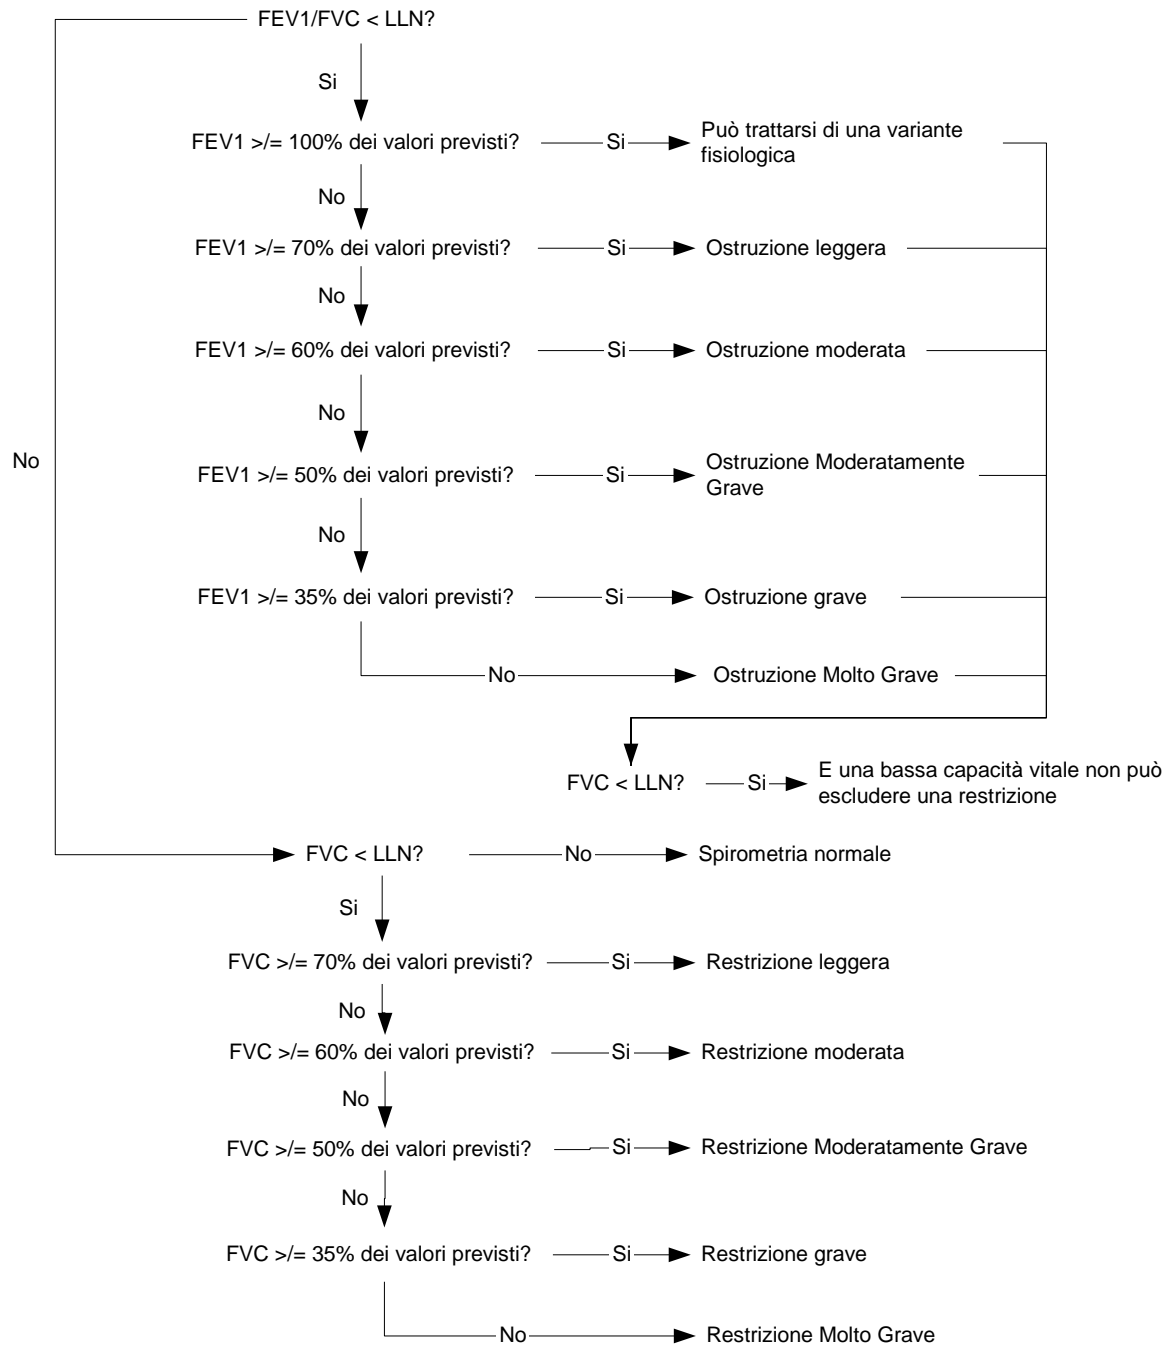 FEV1/FVC < LLN?
Si
FEV1 >/= 100% dei valori previsti?
Si
Può trattarsi di una variante
fisiologica
No
FEV1 >/= 70% dei valori previsti?
Si
Ostruzione leggera
No
FEV1 >/= 60% dei valori previsti?
Si
Ostruzione moderata
No
No
FEV1 >/= 50% dei valori previsti?
Si
Ostruzione Moderatamente
Grave
No
FEV1 >/= 35% dei valori previsti?
Si
Ostruzione grave
No
Ostruzione Molto Grave
FVC < LLN?
Si
E una bassa capacità vitale non può
escludere una restrizione
FVC < LLN?
No
Spirometria normale
Si
FVC >/= 70% dei valori previsti?
Si
Restrizione leggera
No
FVC >/= 60% dei valori previsti?
Si
Restrizione moderata
No
FVC >/= 50% dei valori previsti?
Si
Restrizione Moderatamente Grave
No
FVC >/= 35% dei valori previsti?
Si
Restrizione grave
No
Restrizione Molto Grave